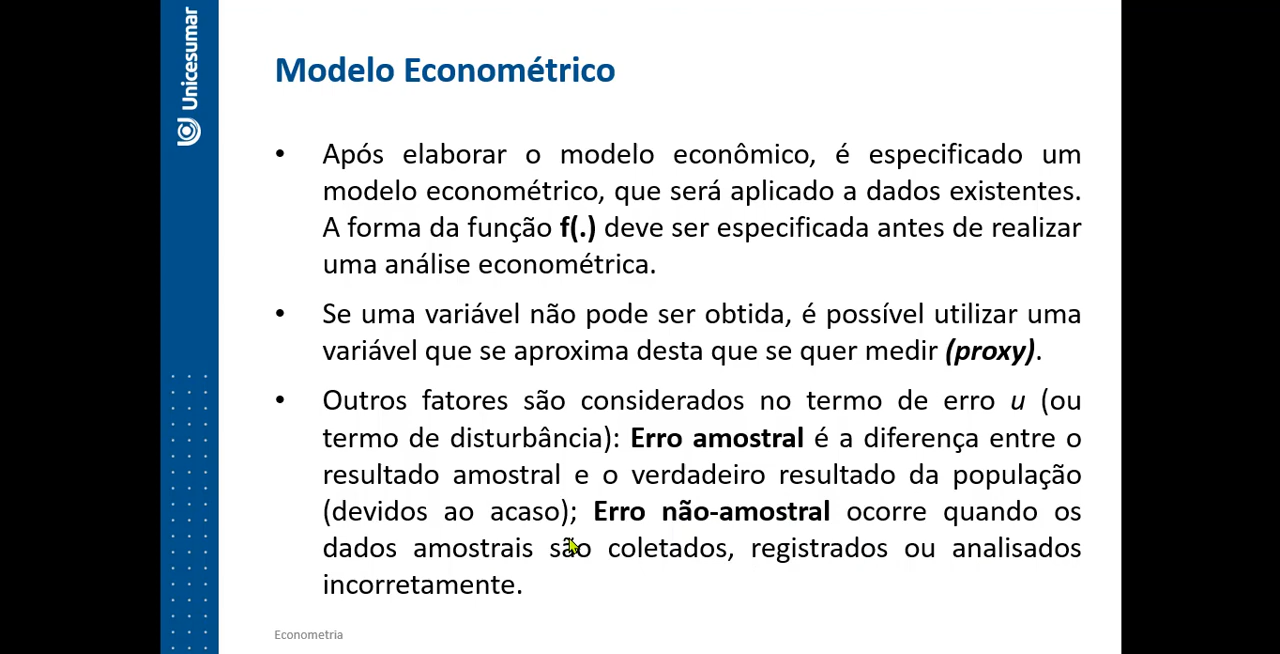 Unicesumar
Modelo Econométrico
• Após elaborar o modelo econômico, é especificado um
modelo econométrico, que será aplicado a dados existentes.
A forma da função f(.) deve ser especificada antes de realizar
uma análise econométrica.
• Se uma variável não pode ser obtida, é possível utilizar uma
variável que se aproxima desta que se quer medir (proxy).
• Outros fatores são considerados no termo de erro u (ou
termo de disturbância): Erro amostral é a diferença entre o
resultado amostral e o verdadeiro resultado da população
(devidos ao acaso); Erro não-amostral ocorre quando os
dados amostrais são coletados, registrados ou analisados
incorretamente.
Econometria